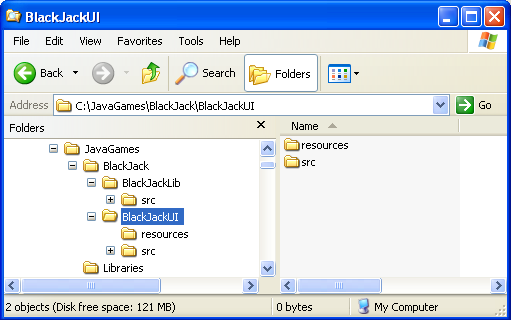 BlackJackUI
File Edit View Favorites Tools Help
Back Search Folders
Address C:\JavaGames\BlackJack\BlackJackUI Go
Folders
Name
JavaGames
BlackJack
BlackJackLib
src
BlackJackUI
resources
src
Libraries
resources
src
2 objects (Disk free space: 121 MB) 0 bytes My Computer